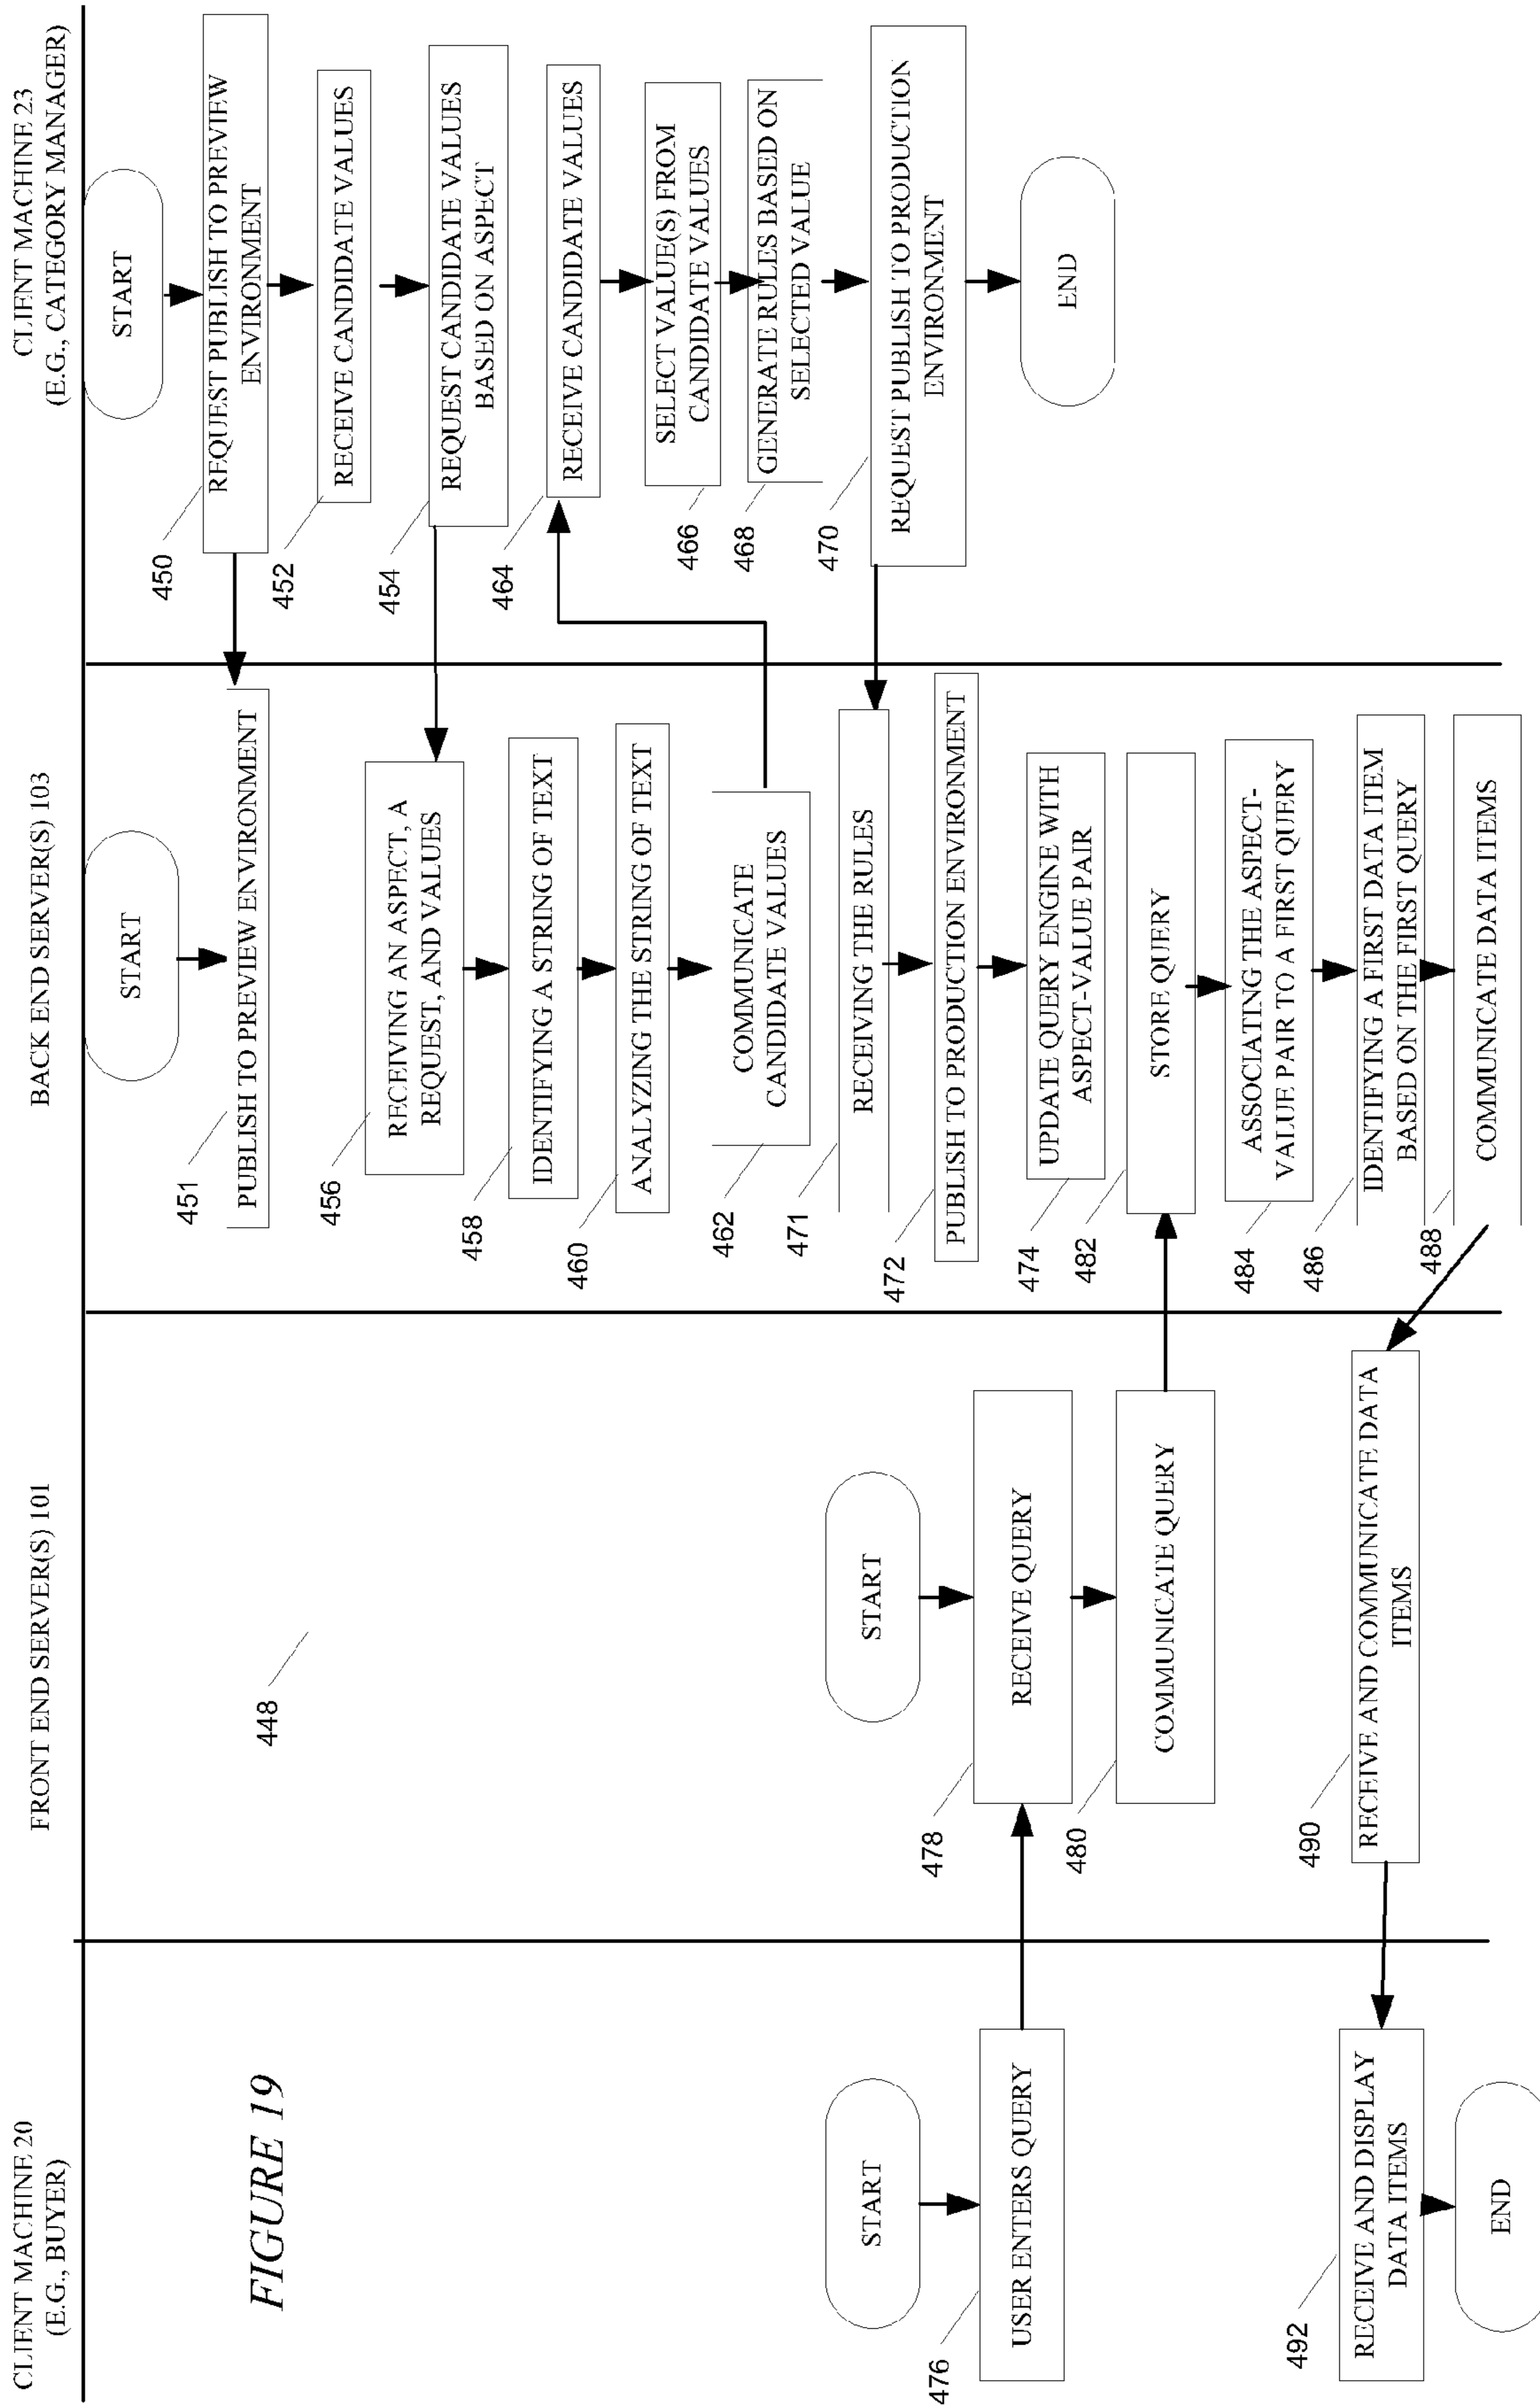 CLIENT MACHINE 20
(E.G., BUYER)
FIGURE 19
START
476
USER ENTERS QUERY
492
RECEIVE AND DISPLAY
DATA ITEMS
END
FRONT END SERVER(S) 101
448
START
478
RECEIVE QUERY
480
COMMUNICATE QUERY
490
RECEIVE AND COMMUNICATE DATA
ITEMS
BACK END SERVER(S) 103
START
451
PUBLISH TO PREVIEW ENVIRONMENT
456
RECEIVING AN ASPECT, A
REQUEST, AND VALUES
458
IDENTIFYING A STRING OF TEXT
460
ANALYZING THE STRING OF TEXT
462
COMMUNICATE
CANDIDATE VALUES
471
RECEIVING THE RULES
472
PUBLISH TO PRODUCTION ENVIRONMENT
474
UPDATE QUERY ENGINE WITH
ASPECT-VALUE PAIR
482
STORE QUERY
484
ASSOCIATING THE ASPECT-
VALUE PAIR TO A FIRST QUERY
486
IDENTIFYING A FIRST DATA ITEM
BASED ON THE FIRST QUERY
488
COMMUNICATE DATA ITEMS
CLIENT MACHINE 23
(E.G., CATEGORY MANAGER)
START
450
REQUEST PUBLISH TO PREVIEW
ENVIRONMENT
452
RECEIVE CANDIDATE VALUES
454
REQUEST CANDIDATE VALUES
BASED ON ASPECT
464
RECEIVE CANDIDATE VALUES
466
SELECT VALUE(S) FROM
CANDIDATE VALUES
468
GENERATE RULES BASED ON
SELECTED VALUE
470
REQUEST PUBLISH TO PRODUCTION
ENVIRONMENT
END